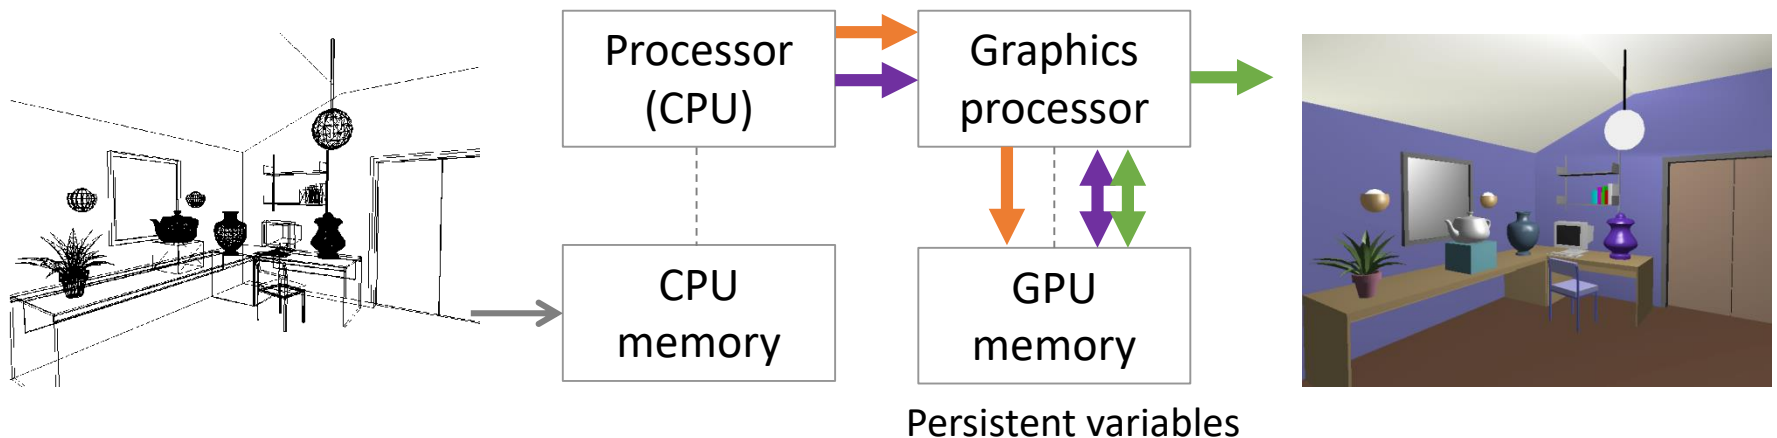 Processor
(CPU)
Graphics
processor
CPU
memory
GPU
memory
Persistent variables